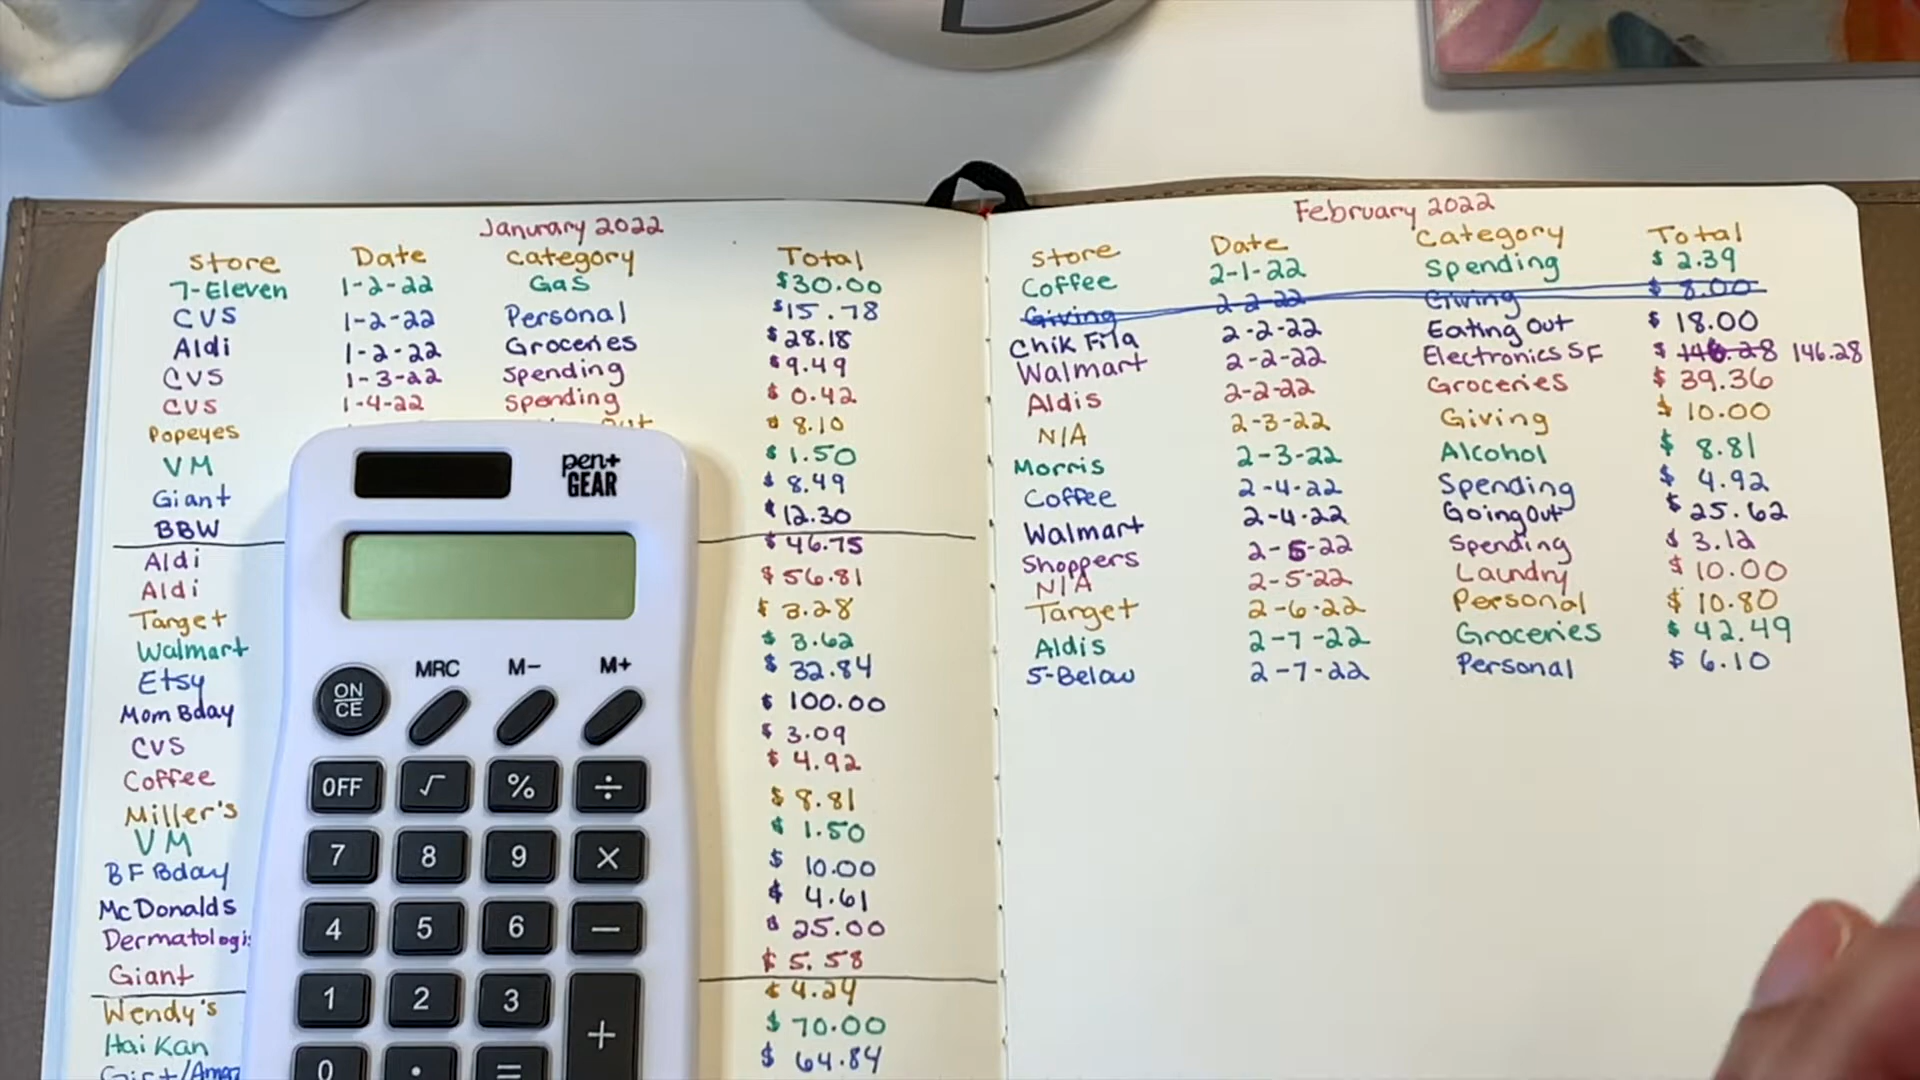 January 2022
Store Date Category Total
7-Eleven 1-2-22 Gas $30.00
CVS 1-2-22 Personal $15.78
Aldi 1-2-22 Groceries $28.18
CVS 1-3-22 Spending $9.49
CVS 1-4-22 Spending $0.42
Popeyes $8.10
VM $1.50
Giant $8.49
BBW $12.30
Aldi $46.75
Aldi $56.81
Target $3.28
Walmart $3.62
Etsy $32.84
Mom Bday $100.00
CVS $3.09
Coffee $4.92
Miller's $8.81
VM $1.50
BF Bday $10.00
McDonalds $4.61
Dermatologis $25.00
Giant $5.58
Wendy's $4.24
Hai Kan $70.00
$64.84
February 2022
Store Date Category Total
Coffee 2-1-22 Spending $2.39
Giving 2-2-22 Giving $8.00
Chik Fila 2-2-22 Eating Out $18.00
Walmart 2-2-22 Electronics SF $146.28 146.28
Aldis 2-2-22 Groceries $39.36
N/A 2-3-22 Giving $10.00
Morris 2-3-22 Alcohol $8.81
Coffee 2-4-22 Spending $4.92
Walmart 2-4-22 Going Out $25.62
Shoppers 2-5-22 Spending $3.12
N/A 2-5-22 Laundry $10.00
Target 2-6-22 Personal $10.80
Aldis 2-7-22 Groceries $42.49
5-Below 2-7-22 Personal $6.10
pen+
GEAR
MRC M- M+
ON
CE
OFF √ % ÷
7 8 9 ×
4 5 6 −
1 2 3 +
0 . =